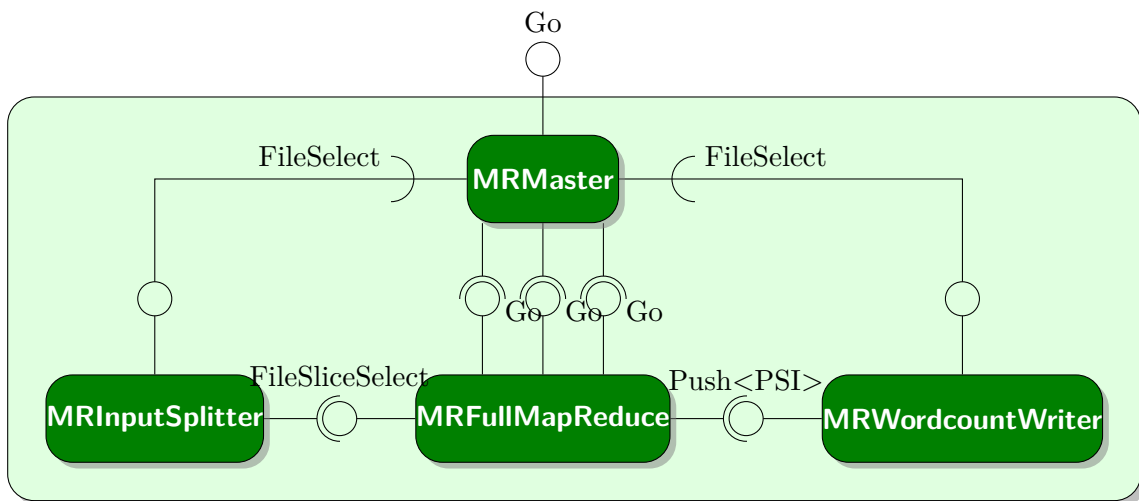 Go
FileSelect
MRMaster
FileSelect
Go
Go
Go
FileSliceSelect
Push<PSI>
MRInputSplitter
MRFullMapReduce
MRWordcountWriter